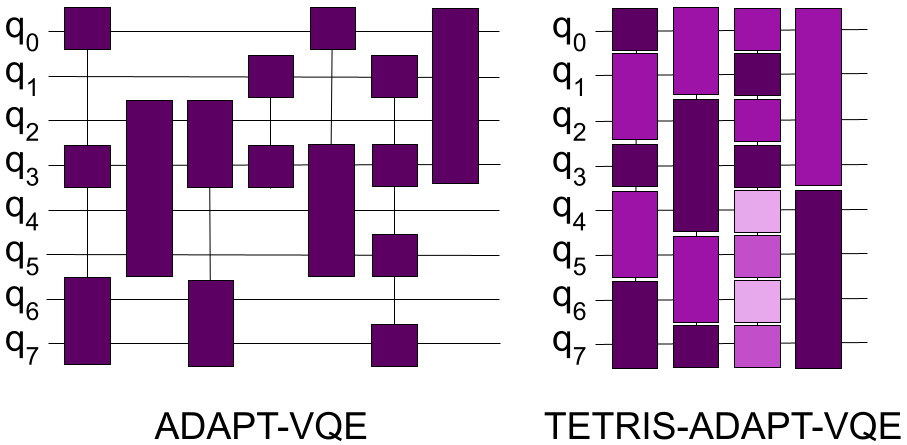 q0 q0
q1 q1
q2 q2
q3 q3
q4 q4
q5 q5
q6 q6
q7 q7
ADAPT-VQE TETRIS-ADAPT-VQE